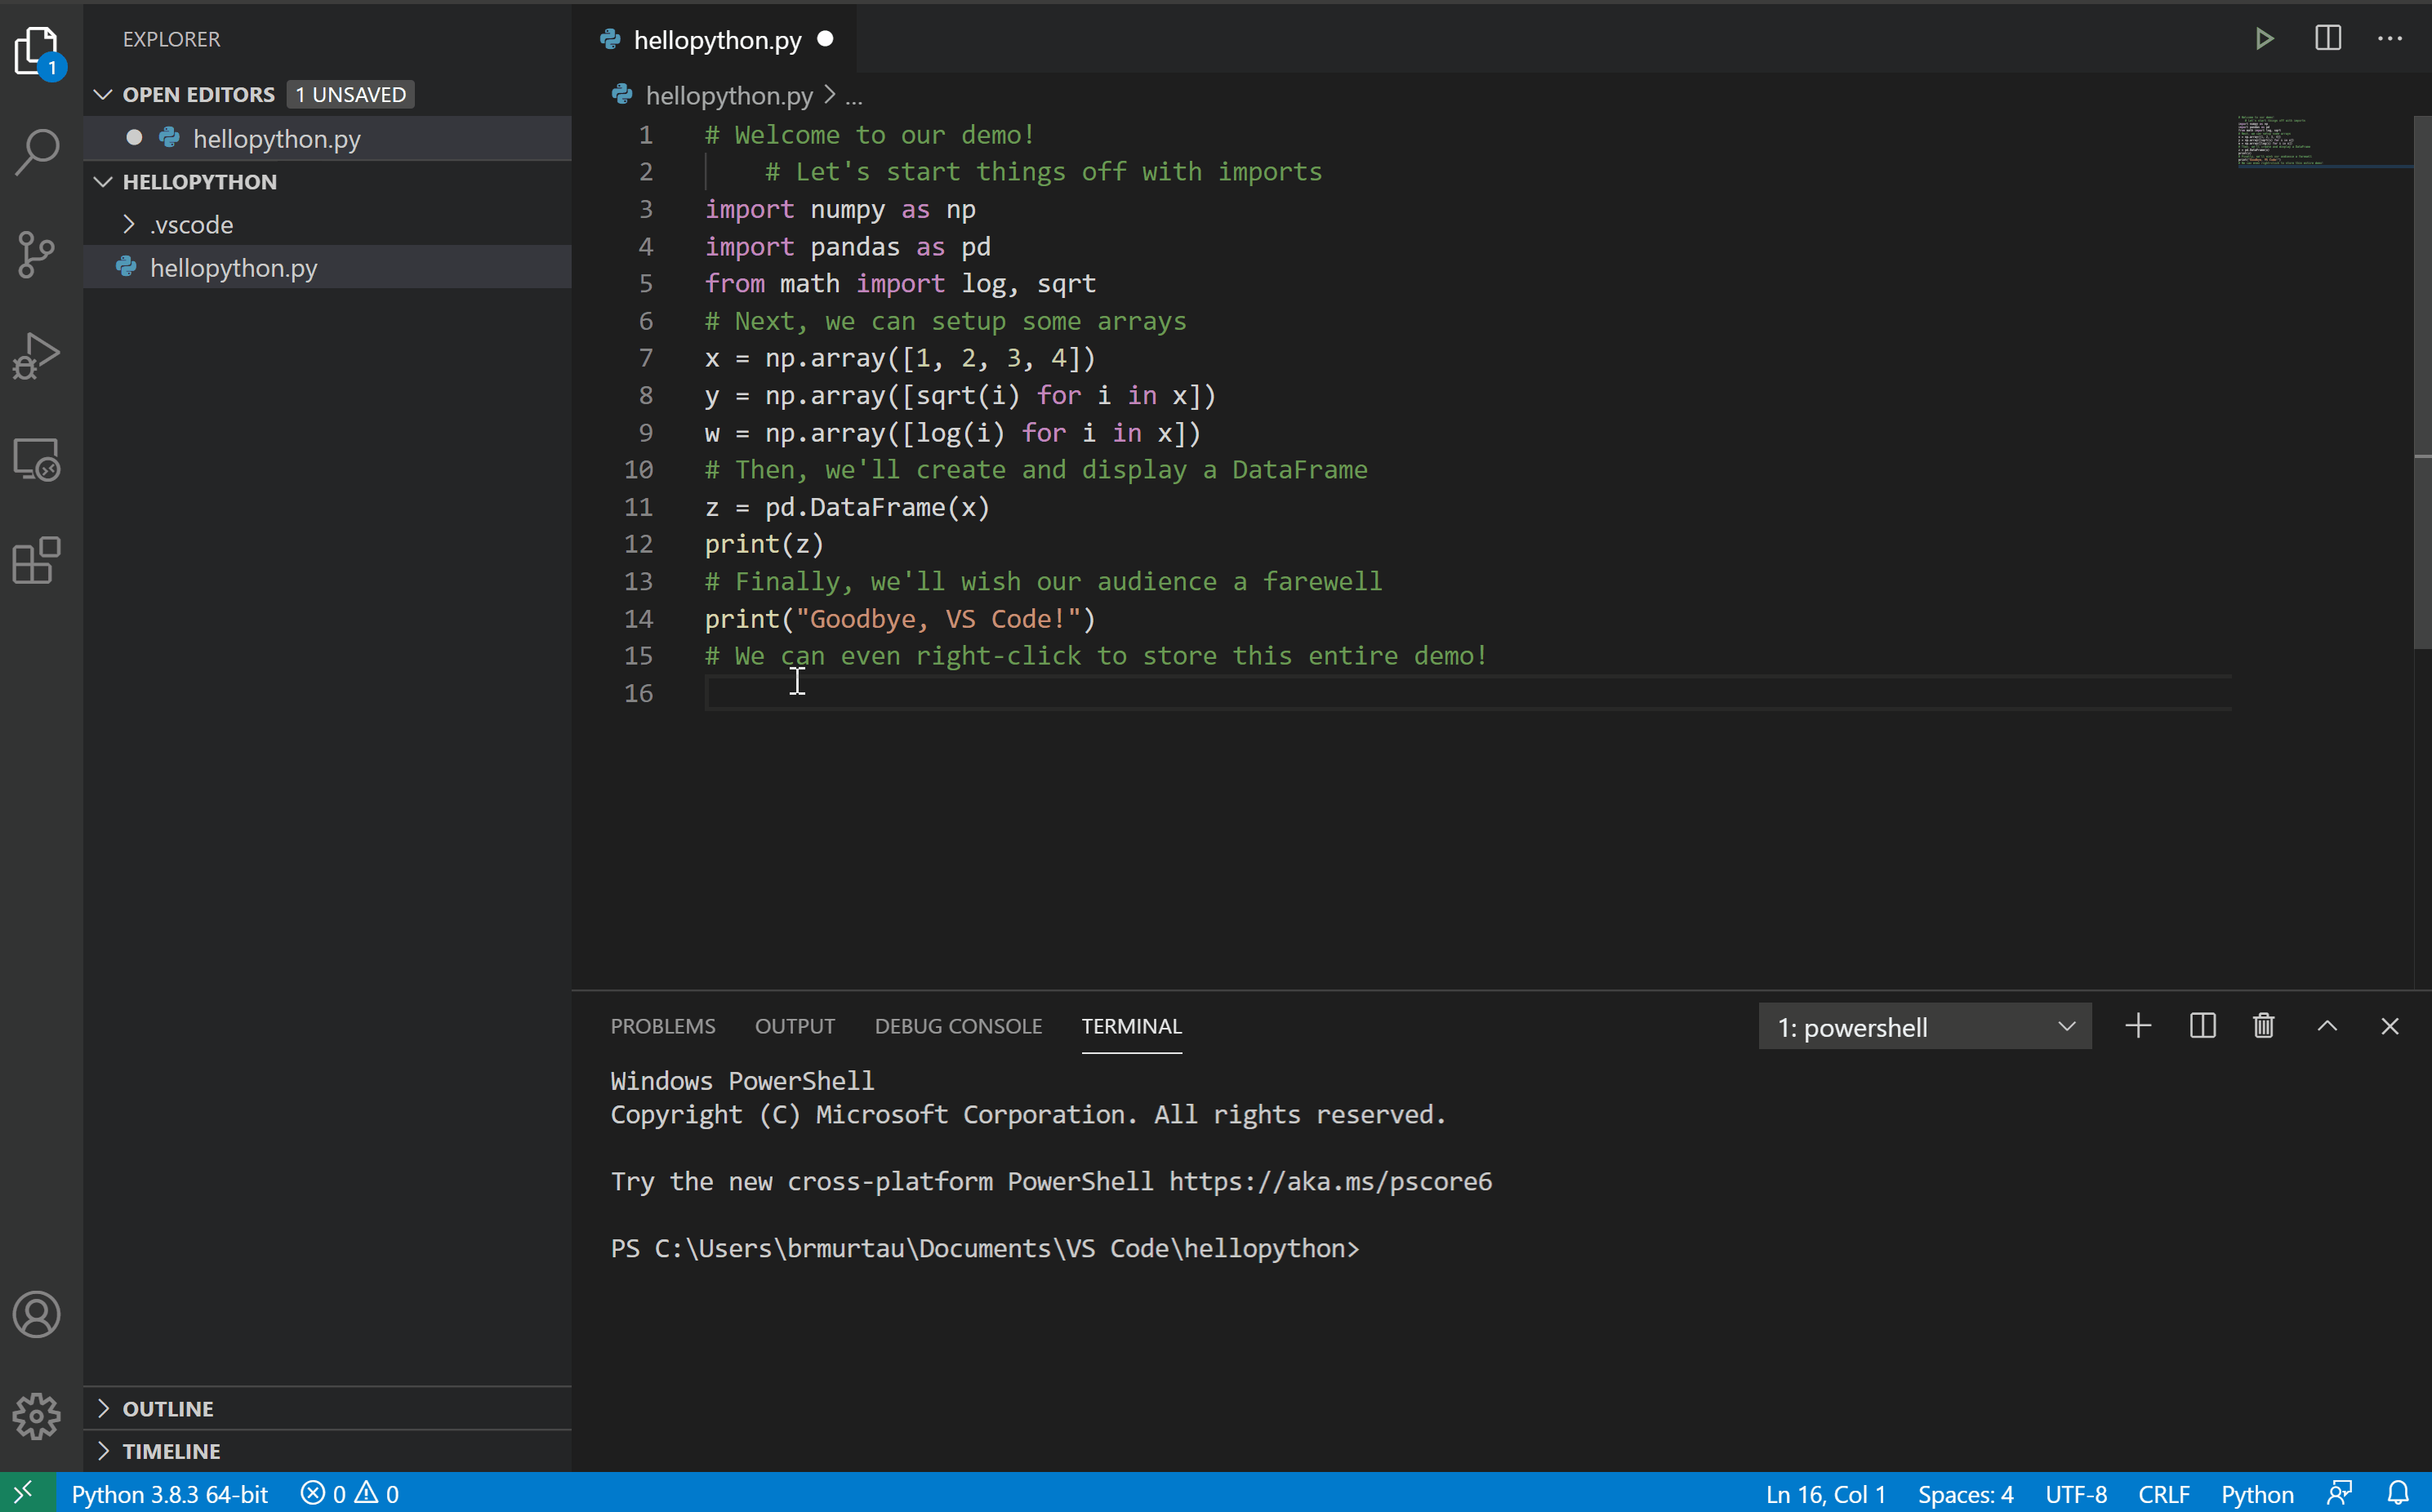 EXPLORER
1
OPEN EDITORS 1 UNSAVED
hellopython.py
HELLOPYTHON
.vscode
hellopython.py
OUTLINE
TIMELINE
hellopython.py
hellopython.py > ...
1 # Welcome to our demo!
2     # Let's start things off with imports
3 import numpy as np
4 import pandas as pd
5 from math import log, sqrt
6 # Next, we can setup some arrays
7 x = np.array([1, 2, 3, 4])
8 y = np.array([sqrt(i) for i in x])
9 w = np.array([log(i) for i in x])
10 # Then, we'll create and display a DataFrame
11 z = pd.DataFrame(x)
12 print(z)
13 # Finally, we'll wish our audience a farewell
14 print("Goodbye, VS Code!")
15 # We can even right-click to store this entire demo!
16
PROBLEMS OUTPUT DEBUG CONSOLE TERMINAL 1: powershell
Windows PowerShell
Copyright (C) Microsoft Corporation. All rights reserved.
Try the new cross-platform PowerShell https://aka.ms/pscore6
PS C:\Users\brmurtau\Documents\VS Code\hellopython>
Python 3.8.3 64-bit 0 0 Ln 16, Col 1 Spaces: 4 UTF-8 CRLF Python